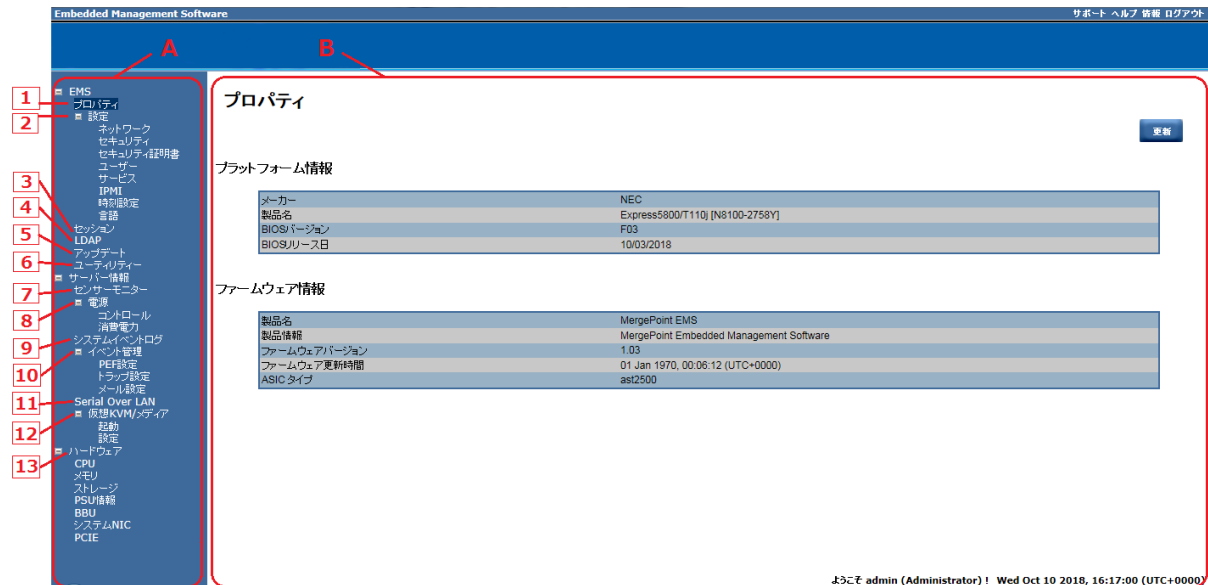 Embedded Management Software
サポート ヘルプ 情報 ログアウト
A
B
EMS
1
プロパティ
2
設定
ネットワーク
セキュリティ
セキュリティ証明書
ユーザー
サービス
IPMI
時刻設定
言語
3
セッション
4
LDAP
5
アップデート
6
ユーティリティー
サーバー情報
7
センサーモニター
8
電源
コントロール
消費電力
9
システムイベントログ
10
イベント管理
PEF設定
トラップ設定
メール設定
11
Serial Over LAN
12
仮想KVM/メディア
起動
設定
13
ハードウェア
CPU
メモリ
ストレージ
PSU情報
BBU
システムNIC
PCIE
プロパティ
更新
プラットフォーム情報
メーカー NEC
製品名 Express5800/T110j [N8100-2758Y]
BIOSバージョン F03
BIOSリリース日 10/03/2018
ファームウェア情報
製品名 MergePoint EMS
製品情報 MergePoint Embedded Management Software
ファームウェアバージョン 1.03
ファームウェア更新時間 01 Jan 1970, 00:06:12 (UTC+0000)
ASIC タイプ ast2500
ようこそ admin (Administrator) ! Wed Oct 10 2018, 16:17:00 (UTC+0000)